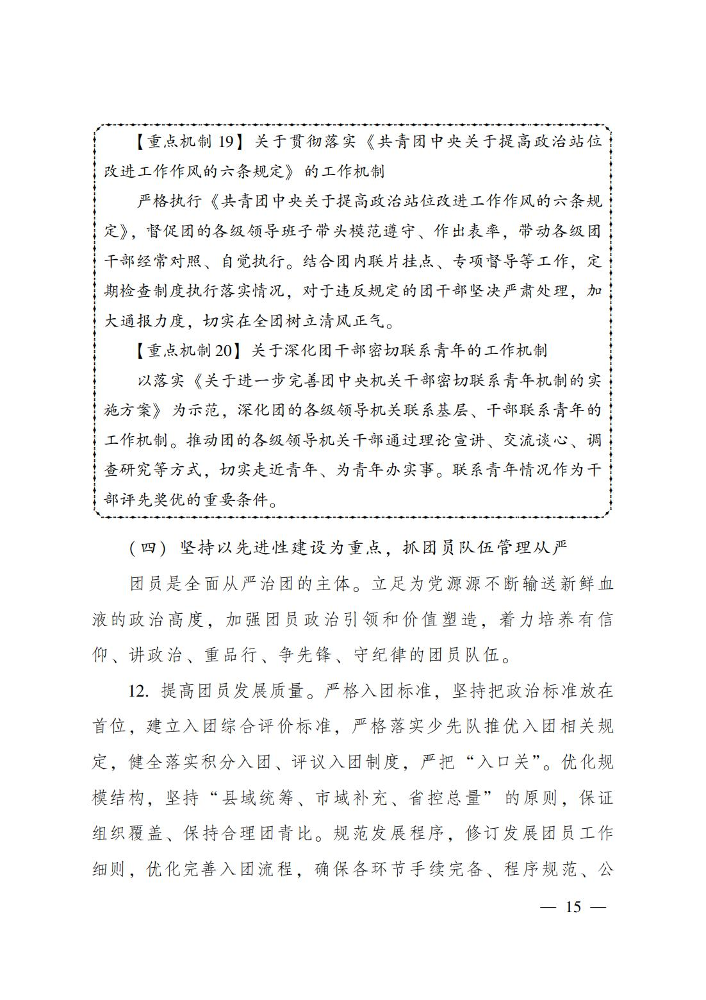 【重点机制 19】关于贯彻落实《共青团中央关于提高政治站位
改进工作作风的六条规定》的工作机制
严格执行《共青团中央关于提高政治站位改进工作作风的六条规
定》，督促团的各级领导班子带头模范遵守、作出表率，带动各级团
干部经常对照、自觉执行。结合团内联片挂点、专项督导等工作，定
期检查制度执行落实情况，对于违反规定的团干部坚决严肃处理，加
大通报力度，切实在全团树立清风正气。
【重点机制 20】关于深化团干部密切联系青年的工作机制
以落实《关于进一步完善团中央机关干部密切联系青年机制的实
施方案》为示范，深化团的各级领导机关联系基层、干部联系青年的
工作机制。推动团的各级领导机关干部通过理论宣讲、交流谈心、调
查研究等方式，切实走近青年、为青年办实事。联系青年情况作为干
部评先奖优的重要条件。
（四）坚持以先进性建设为重点，抓团员队伍管理从严
团员是全面从严治团的主体。立足为党源源不断输送新鲜血
液的政治高度，加强团员政治引领和价值塑造，着力培养有信
仰、讲政治、重品行、争先锋、守纪律的团员队伍。
12. 提高团员发展质量。严格入团标准，坚持把政治标准放在
首位，建立入团综合评价标准，严格落实少先队推优入团相关规
定，健全落实积分入团、评议入团制度，严把“入口关”。优化规
模结构，坚持“县域统筹、市域补充、省控总量”的原则，保证
组织覆盖、保持合理团青比。规范发展程序，修订发展团员工作
细则，优化完善入团流程，确保各环节手续完备、程序规范、公
— 15 —